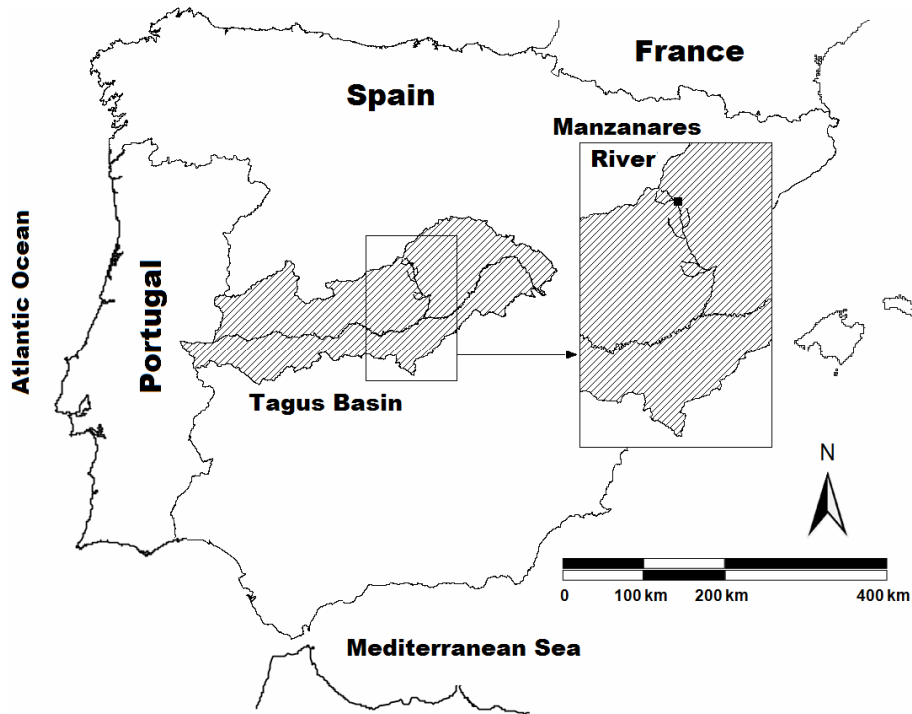 France
Spain
Manzanares
River
Atlantic Ocean
Portugal
Tagus Basin
N
0 100 km 200 km 400 km
Mediterranean Sea